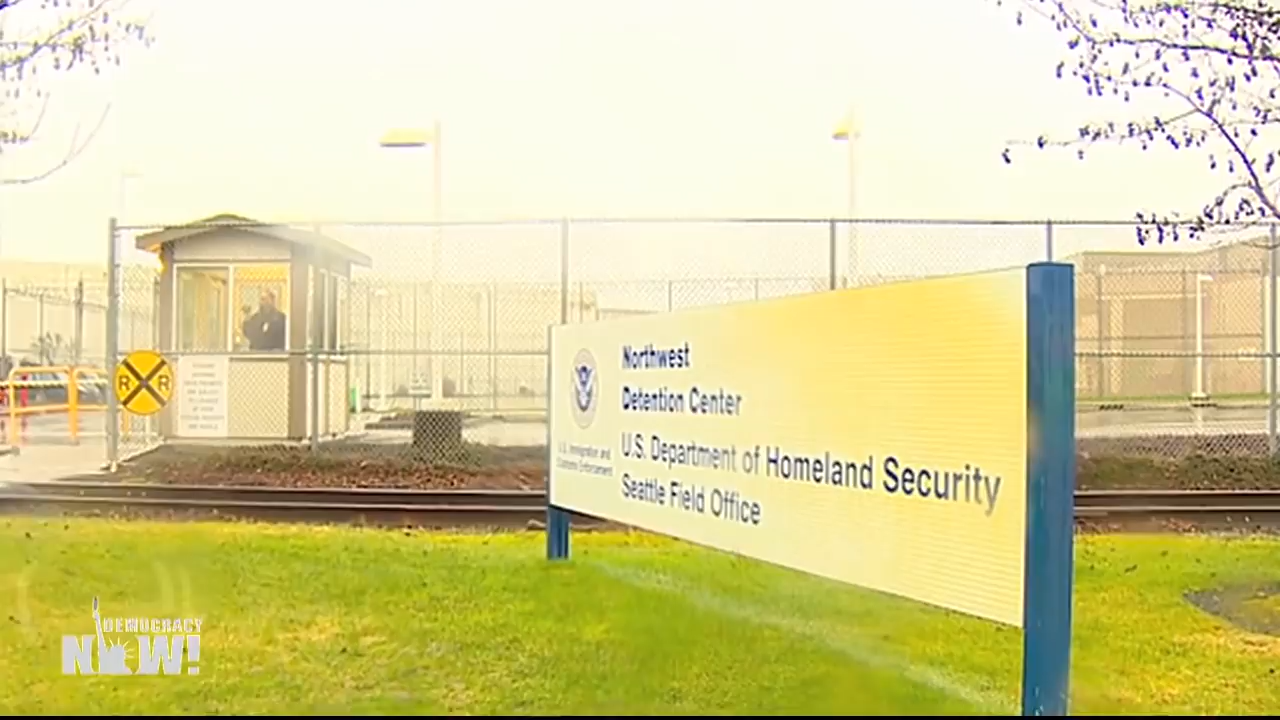 Northwest
Detention Center
U.S. Department of Homeland Security
Seattle Field Office
U.S. Immigration and
Customs Enforcement
R R
DEMOCRACY
NOW!